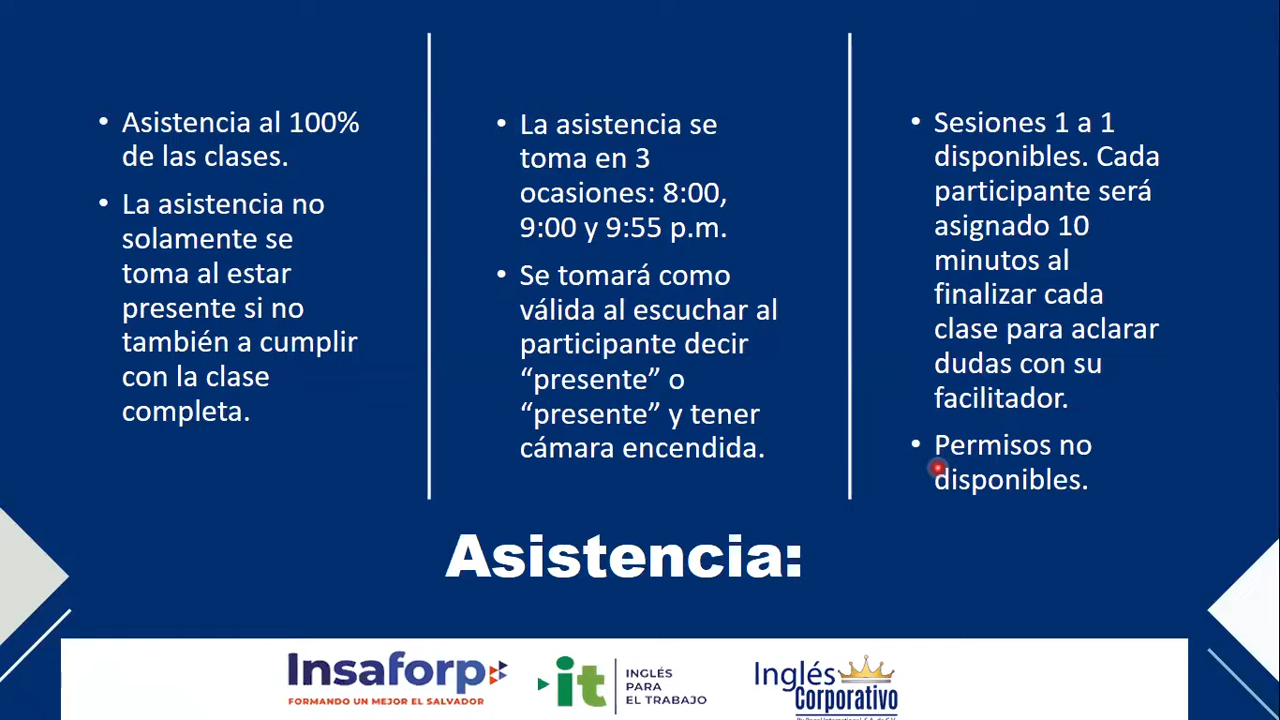 • Asistencia al 100%
de las clases.
• La asistencia no
solamente se
toma al estar
presente si no
también a cumplir
con la clase
completa.
• La asistencia se
toma en 3
ocasiones: 8:00,
9:00 y 9:55 p.m.
• Se tomará como
válida al escuchar al
participante decir
“presente” o
“presente” y tener
cámara encendida.
• Sesiones 1 a 1
disponibles. Cada
participante será
asignado 10
minutos al
finalizar cada
clase para aclarar
dudas con su
facilitador.
• Permisos no
disponibles.
Asistencia:
Insaforp
FORMANDO UN MEJOR EL SALVADOR
it
INGLÉS
PARA
EL TRABAJO
Inglés
Corporativo